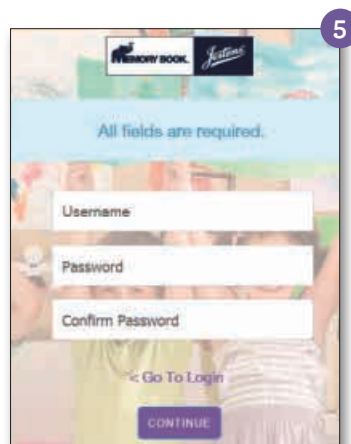 5
MEMORY BOOK. Jostens
All fields are required.
Username
Password
Confirm Password
< Go To Login
CONTINUE